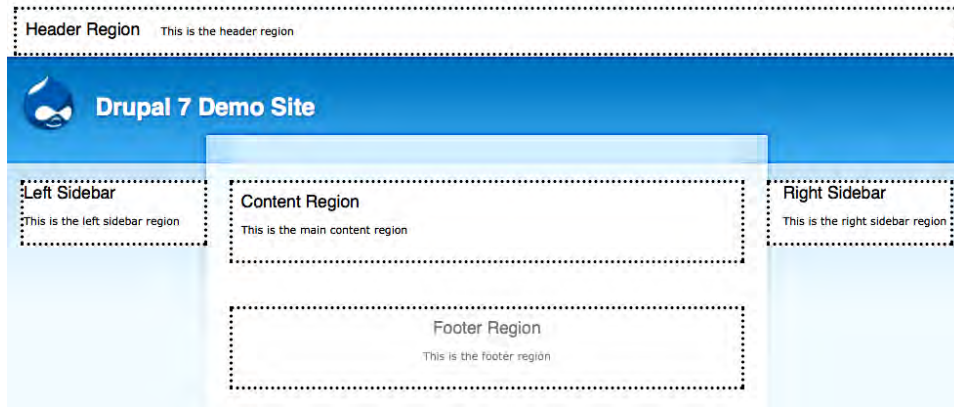 Header Region This is the header region
Drupal 7 Demo Site
Left Sidebar
This is the left sidebar region
Content Region
This is the main content region
Right Sidebar
This is the right sidebar region
Footer Region
This is the footer region